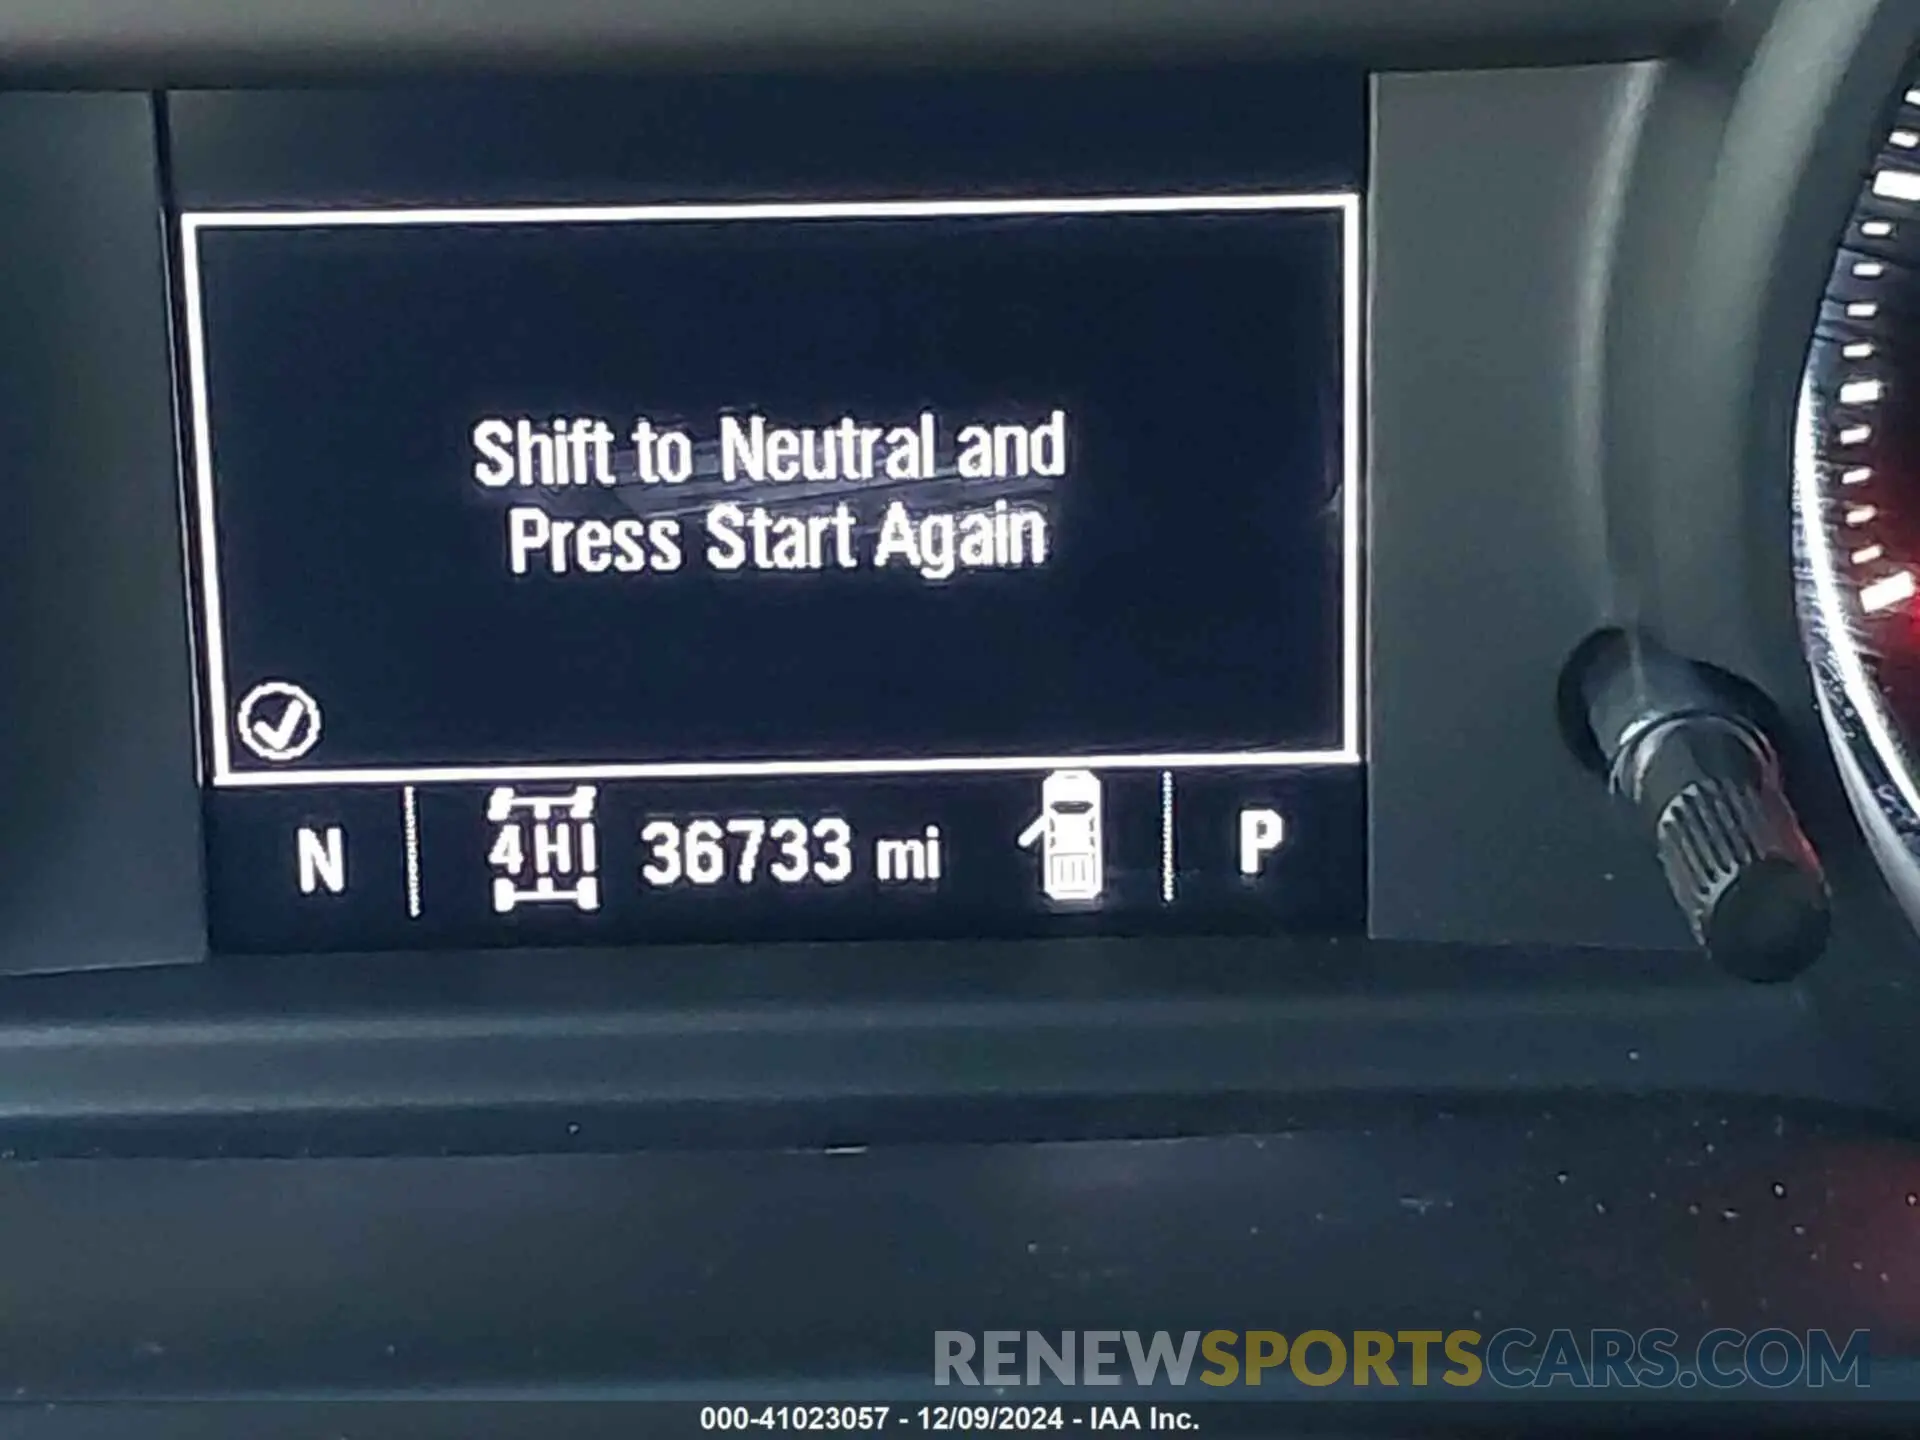 Shift to Neutral and
Press Start Again
N 4HI 36733 mi P
RENEWSPORTSCARS.COM
000-41023057 - 12/09/2024 - IAA Inc.